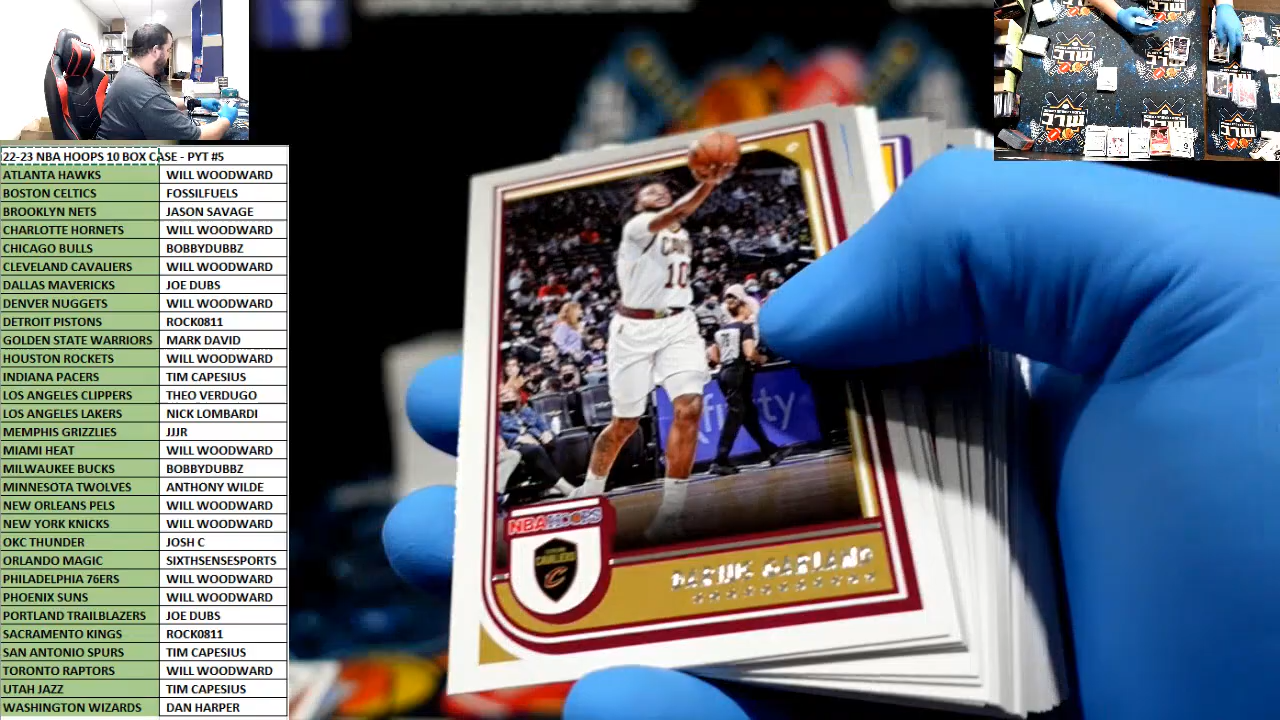 22-23 NBA HOOPS 10 BOX CASE - PYT #5
ATLANTA HAWKS WILL WOODWARD
BOSTON CELTICS FOSSILFUELS
BROOKLYN NETS JASON SAVAGE
CHARLOTTE HORNETS WILL WOODWARD
CHICAGO BULLS BOBBYDUBBZ
CLEVELAND CAVALIERS WILL WOODWARD
DALLAS MAVERICKS JOE DUBS
DENVER NUGGETS WILL WOODWARD
DETROIT PISTONS ROCK0811
GOLDEN STATE WARRIORS MARK DAVID
HOUSTON ROCKETS WILL WOODWARD
INDIANA PACERS TIM CAPESIUS
LOS ANGELES CLIPPERS THEO VERDUGO
LOS ANGELES LAKERS NICK LOMBARDI
MEMPHIS GRIZZLIES JJJR
MIAMI HEAT WILL WOODWARD
MILWAUKEE BUCKS BOBBYDUBBZ
MINNESOTA TWOLVES ANTHONY WILDE
NEW ORLEANS PELS WILL WOODWARD
NEW YORK KNICKS WILL WOODWARD
OKC THUNDER JOSH C
ORLANDO MAGIC SIXTHSENSESPORTS
PHILADELPHIA 76ERS WILL WOODWARD
PHOENIX SUNS WILL WOODWARD
PORTLAND TRAILBLAZERS JOE DUBS
SACRAMENTO KINGS ROCK0811
SAN ANTONIO SPURS TIM CAPESIUS
TORONTO RAPTORS WILL WOODWARD
UTAH JAZZ TIM CAPESIUS
WASHINGTON WIZARDS DAN HARPER
10
xfinity
NBA HOOPS
CAVALIERS
DARIUS GARLAND